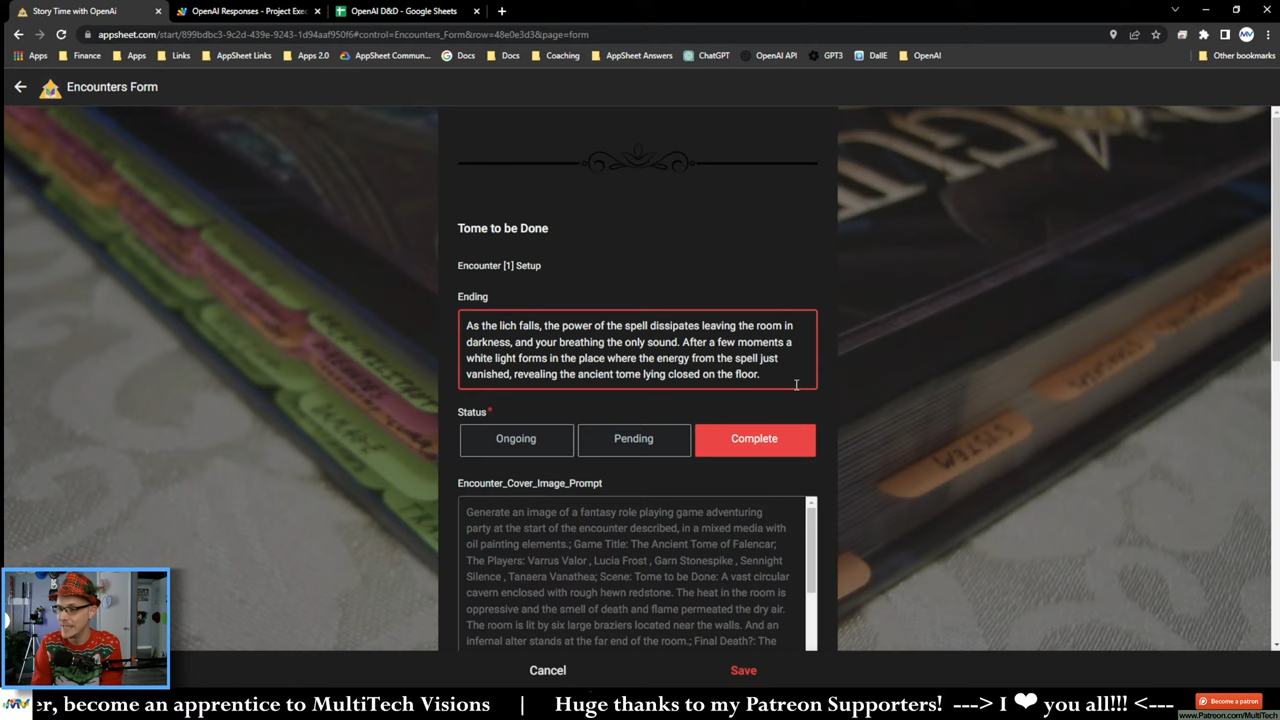 Story Time with OpenAi
OpenAI Responses - Project Exec
OpenAI D&D - Google Sheets
appsheet.com/start/899bdbc3-9c2d-439e-9243-1d94aaf950f6#control=Encounters_Form&row=48e0e3d3&page=form
Apps Finance Apps Links AppSheet Links Apps 2.0 AppSheet Commun... Docs Docs Coaching AppSheet Answers ChatGPT OpenAI API GPT3 DallE OpenAI Other bookmarks
Encounters Form
Tome to be Done
Encounter [1] Setup
Ending
As the lich falls, the power of the spell dissipates leaving the room in
darkness, and your breathing the only sound. After a few moments a
white light forms in the place where the energy from the spell just
vanished, revealing the ancient tome lying closed on the floor.
Status*
Ongoing Pending Complete
Encounter_Cover_Image_Prompt
Generate an image of a fantasy role playing game adventuring
party at the start of the encounter described, in a mixed media with
oil painting elements.; Game Title: The Ancient Tome of Falencar;
The Players: Varrus Valor , Lucia Frost , Garn Stonespike , Sennight
Silence , Tanaera Vanathea; Scene: Tome to be Done: A vast circular
cavern enclosed with rough hewn redstone. The heat in the room is
oppressive and the smell of death and flame permeated the dry air.
The room is lit by six large braziers located near the walls. And an
infernal alter stands at the far end of the room.; Final Death?: The
Cancel Save
er, become an apprentice to MultiTech Visions | Huge thanks to my Patreon Supporters! ---> I ❤ you all!!! <---
Become a patron
www.Patreon.com/MultiTech